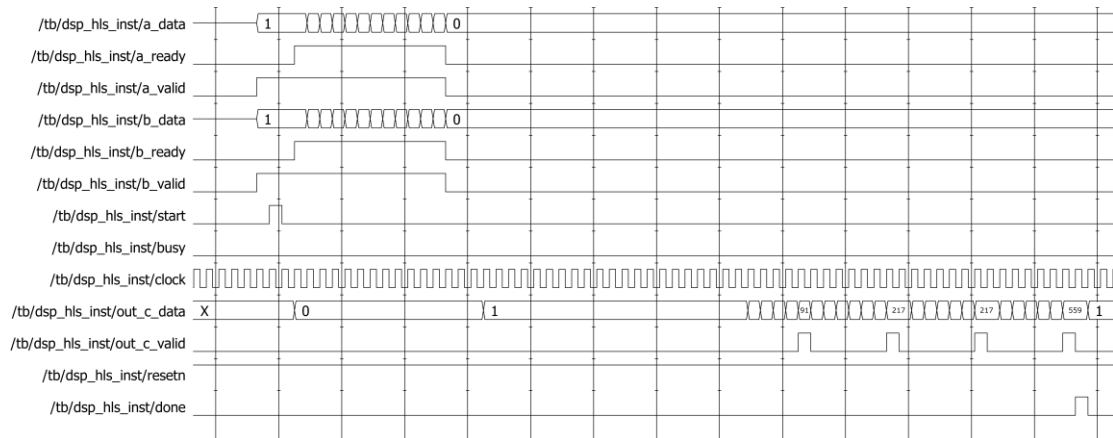 /tb/dsp_hls_inst/a_data 1 0
/tb/dsp_hls_inst/a_ready
/tb/dsp_hls_inst/a_valid
/tb/dsp_hls_inst/b_data 1 0
/tb/dsp_hls_inst/b_ready
/tb/dsp_hls_inst/b_valid
/tb/dsp_hls_inst/start
/tb/dsp_hls_inst/busy
/tb/dsp_hls_inst/clock
/tb/dsp_hls_inst/out_c_data X 0 1 91 217 217 559 1
/tb/dsp_hls_inst/out_c_valid
/tb/dsp_hls_inst/resetn
/tb/dsp_hls_inst/done